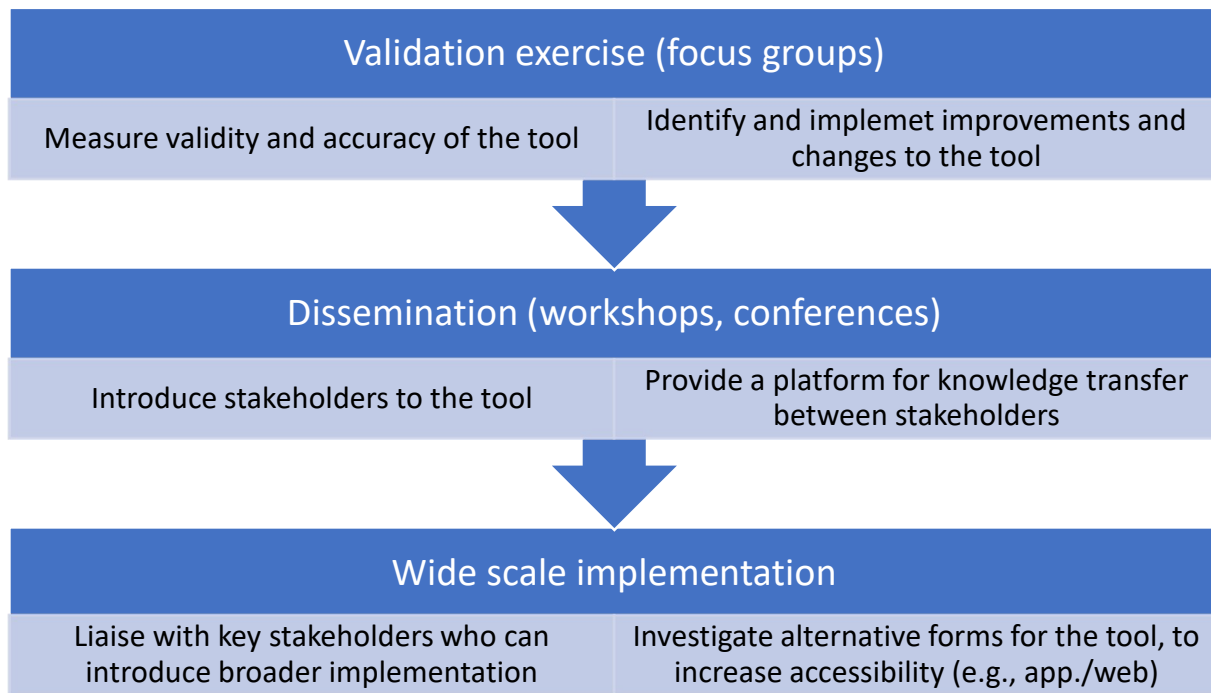 Validation exercise (focus groups)
Measure validity and accuracy of the tool
Identify and implemet improvements and
changes to the tool
Dissemination (workshops, conferences)
Introduce stakeholders to the tool
Provide a platform for knowledge transfer
between stakeholders
Wide scale implementation
Liaise with key stakeholders who can
introduce broader implementation
Investigate alternative forms for the tool, to
increase accessibility (e.g., app./web)